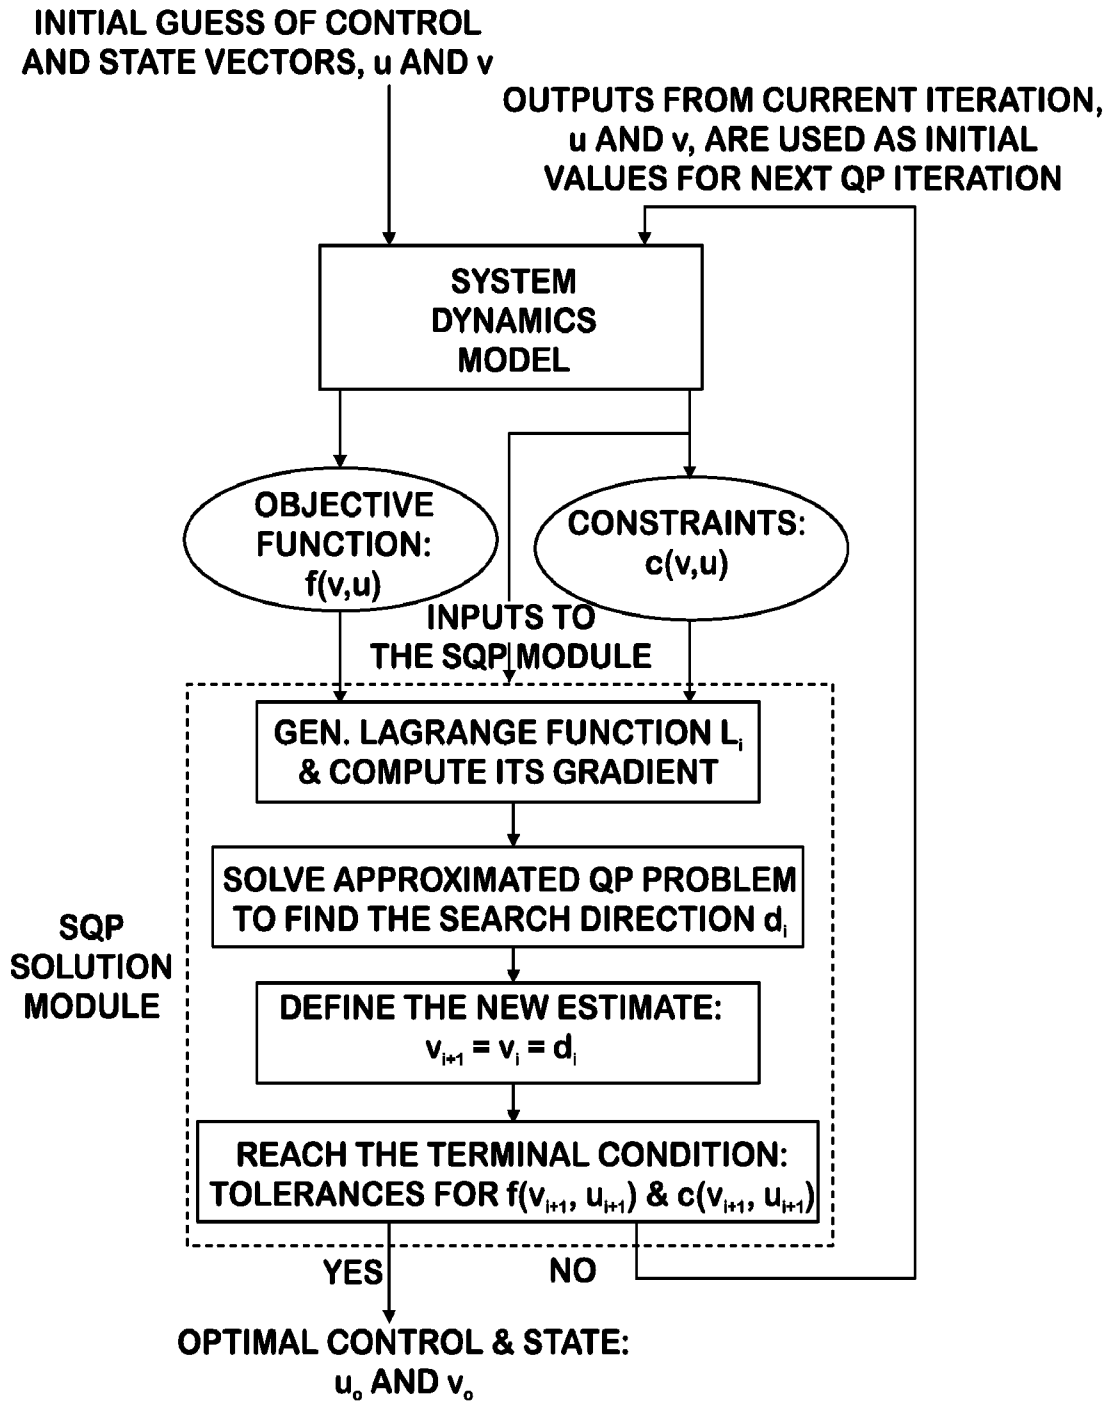 INITIAL GUESS OF CONTROL
AND STATE VECTORS, u AND v
OUTPUTS FROM CURRENT ITERATION,
u AND v, ARE USED AS INITIAL
VALUES FOR NEXT QP ITERATION
SYSTEM
DYNAMICS
MODEL
OBJECTIVE
FUNCTION:
f(v,u)
CONSTRAINTS:
c(v,u)
INPUTS TO
THE SQP MODULE
GEN. LAGRANGE FUNCTION Lᵢ
& COMPUTE ITS GRADIENT
SOLVE APPROXIMATED QP PROBLEM
TO FIND THE SEARCH DIRECTION dᵢ
SQP
SOLUTION
MODULE
DEFINE THE NEW ESTIMATE:
vᵢ₊₁ = vᵢ = dᵢ
REACH THE TERMINAL CONDITION:
TOLERANCES FOR f(vᵢ₊₁, uᵢ₊₁) & c(vᵢ₊₁, uᵢ₊₁)
YES
NO
OPTIMAL CONTROL & STATE:
uₒ AND vₒ